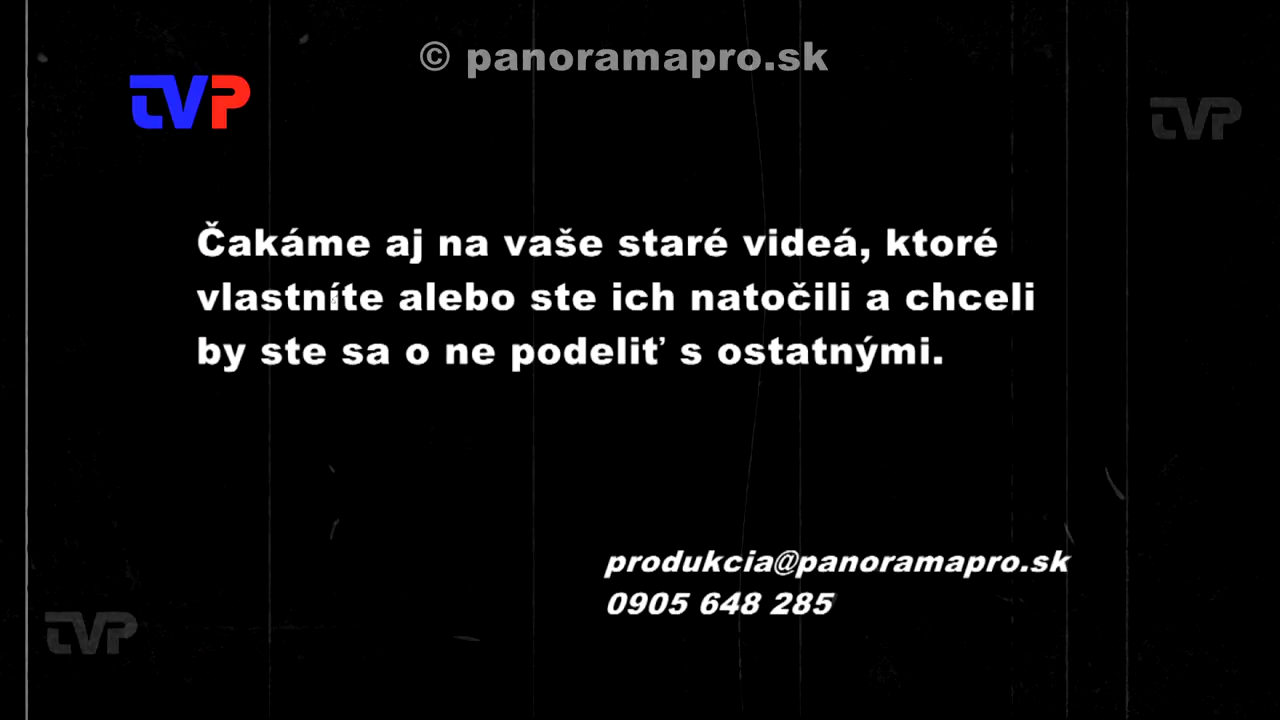 © panoramapro.sk
TVP
TVP
Čakáme aj na vaše staré videá, ktoré
vlastníte alebo ste ich natočili a chceli
by ste sa o ne podeliť s ostatnými.
produkcia@panoramapro.sk
0905 648 285
TVP